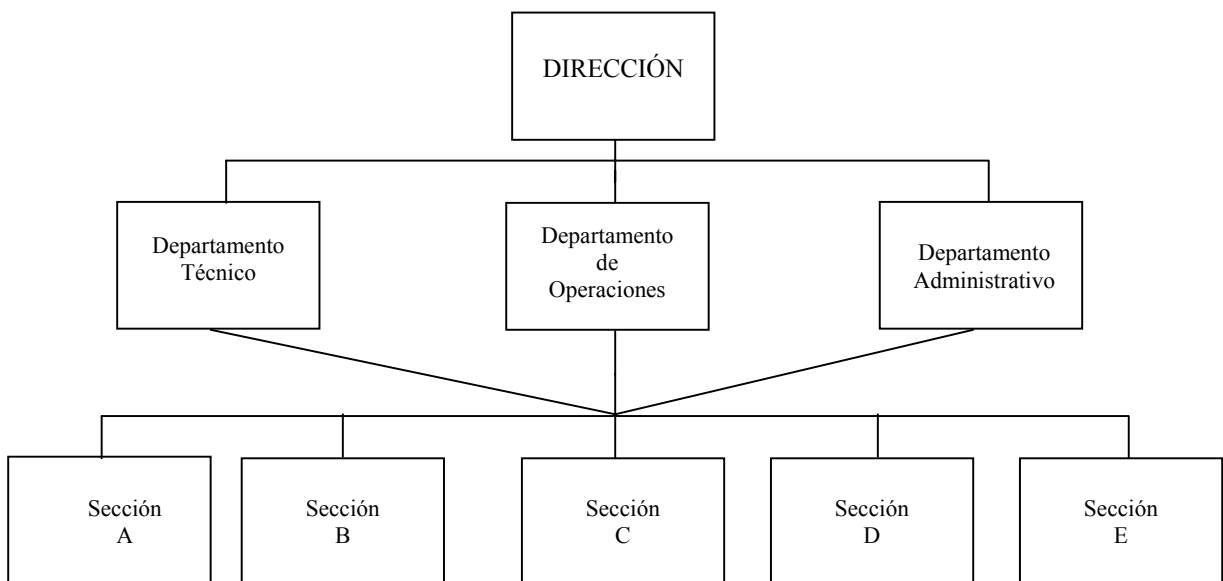 DIRECCIÓN
Departamento
Técnico
Departamento
de
Operaciones
Departamento
Administrativo
Sección
A
Sección
B
Sección
C
Sección
D
Sección
E